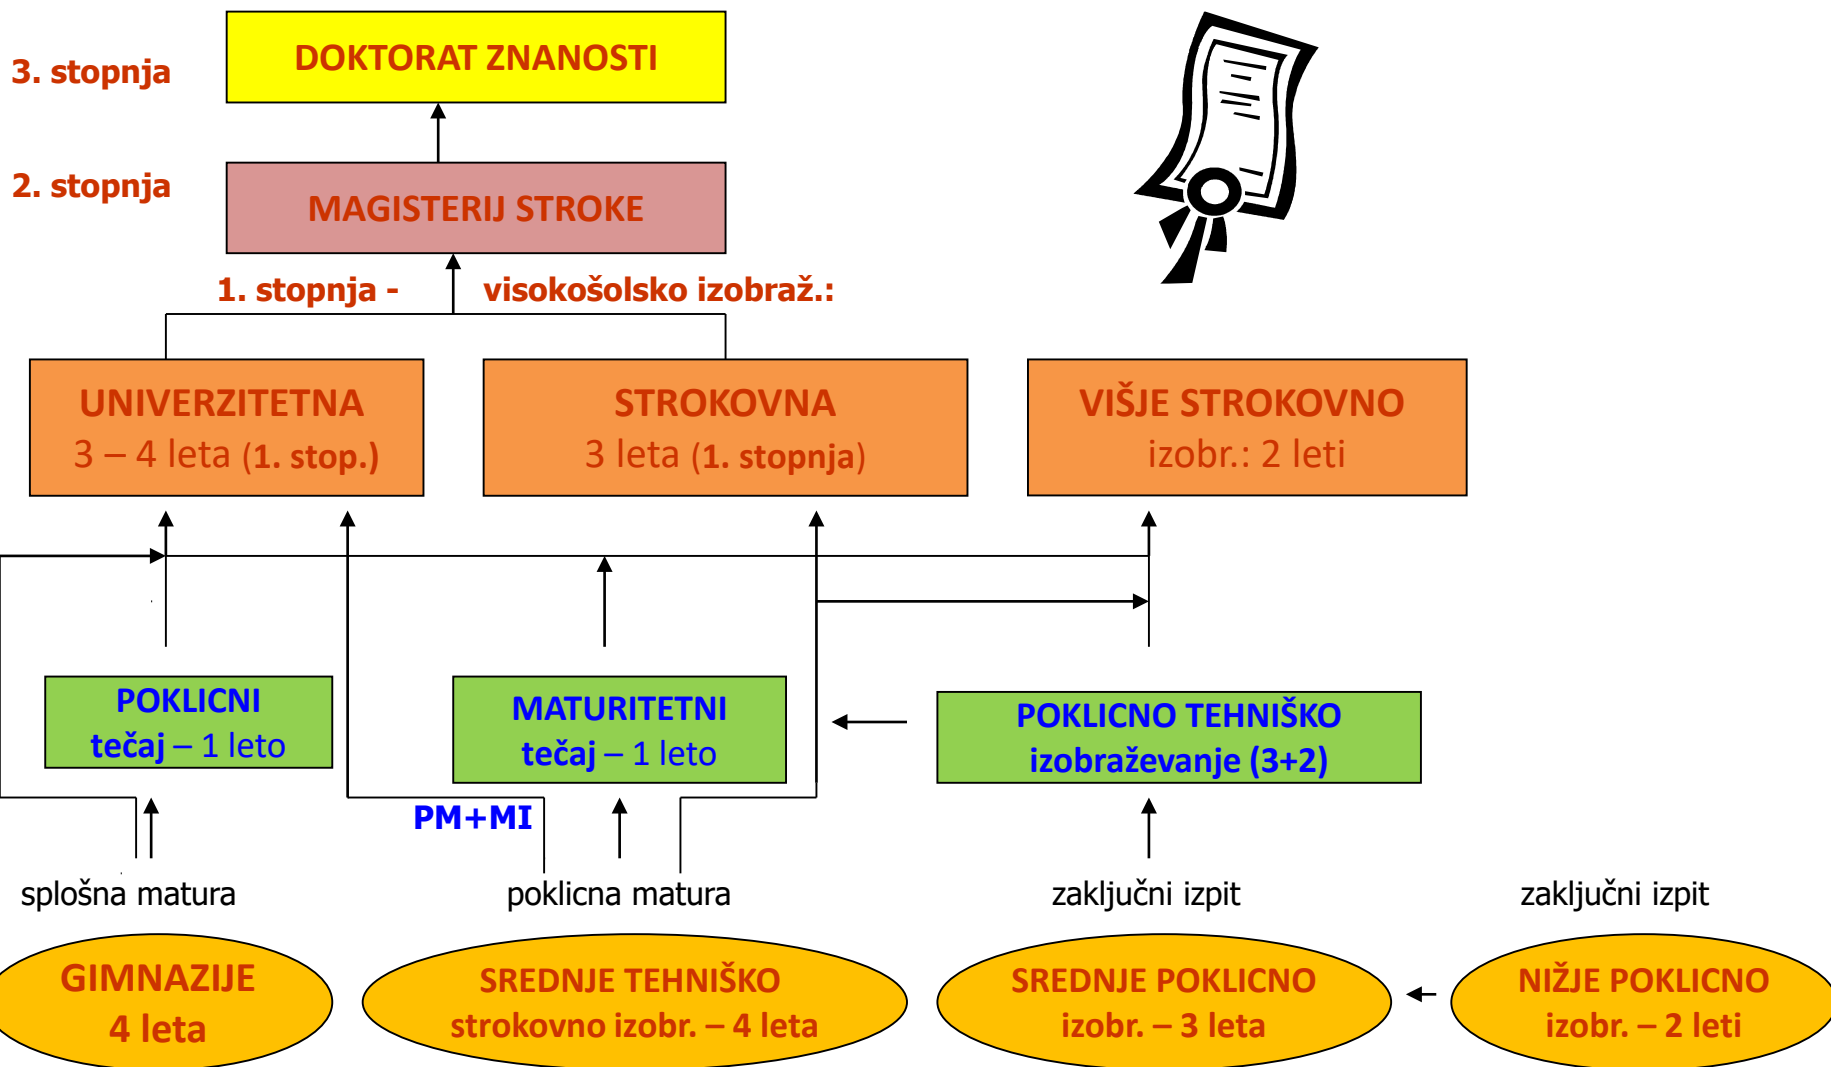 3. stopnja
DOKTORAT ZNANOSTI
2. stopnja
MAGISTERIJ STROKE
1. stopnja - visokošolsko izobraž.:
UNIVERZITETNA
3 – 4 leta (1. stop.)
STROKOVNA
3 leta (1. stopnja)
VIŠJE STROKOVNO
izobr.: 2 leti
POKLICNI
tečaj – 1 leto
MATURITETNI
tečaj – 1 leto
POKLICNO TEHNIŠKO
izobraževanje (3+2)
PM+MI
splošna matura
poklicna matura
zaključni izpit
zaključni izpit
GIMNAZIJE
4 leta
SREDNJE TEHNIŠKO
strokovno izobr. – 4 leta
SREDNJE POKLICNO
izobr. – 3 leta
NIŽJE POKLICNO
izobr. – 2 leti